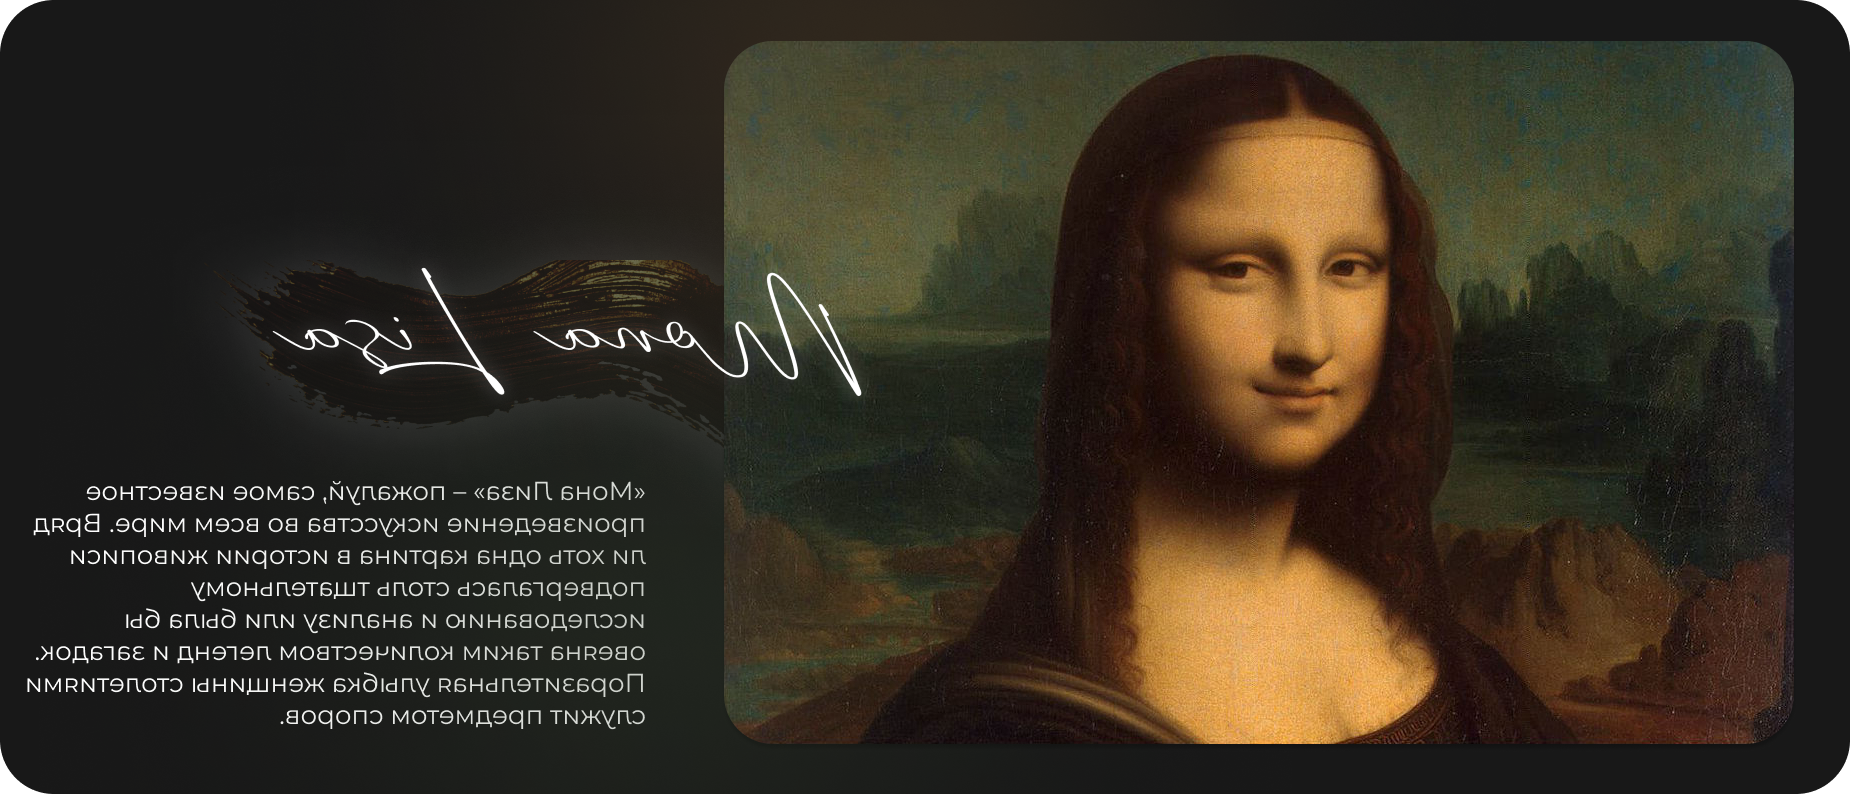 Mona Lisa
«Мона Лиза» – пожалуй, самое известное
произведение искусства во всем мире. Вряд
ли хоть одна картина в истории живописи
подвергалась столь тщательному
исследованию и анализу или была бы
овеяна таким количеством легенд и загадок.
Поразительная улыбка женщины столетиями
служит предметом споров.